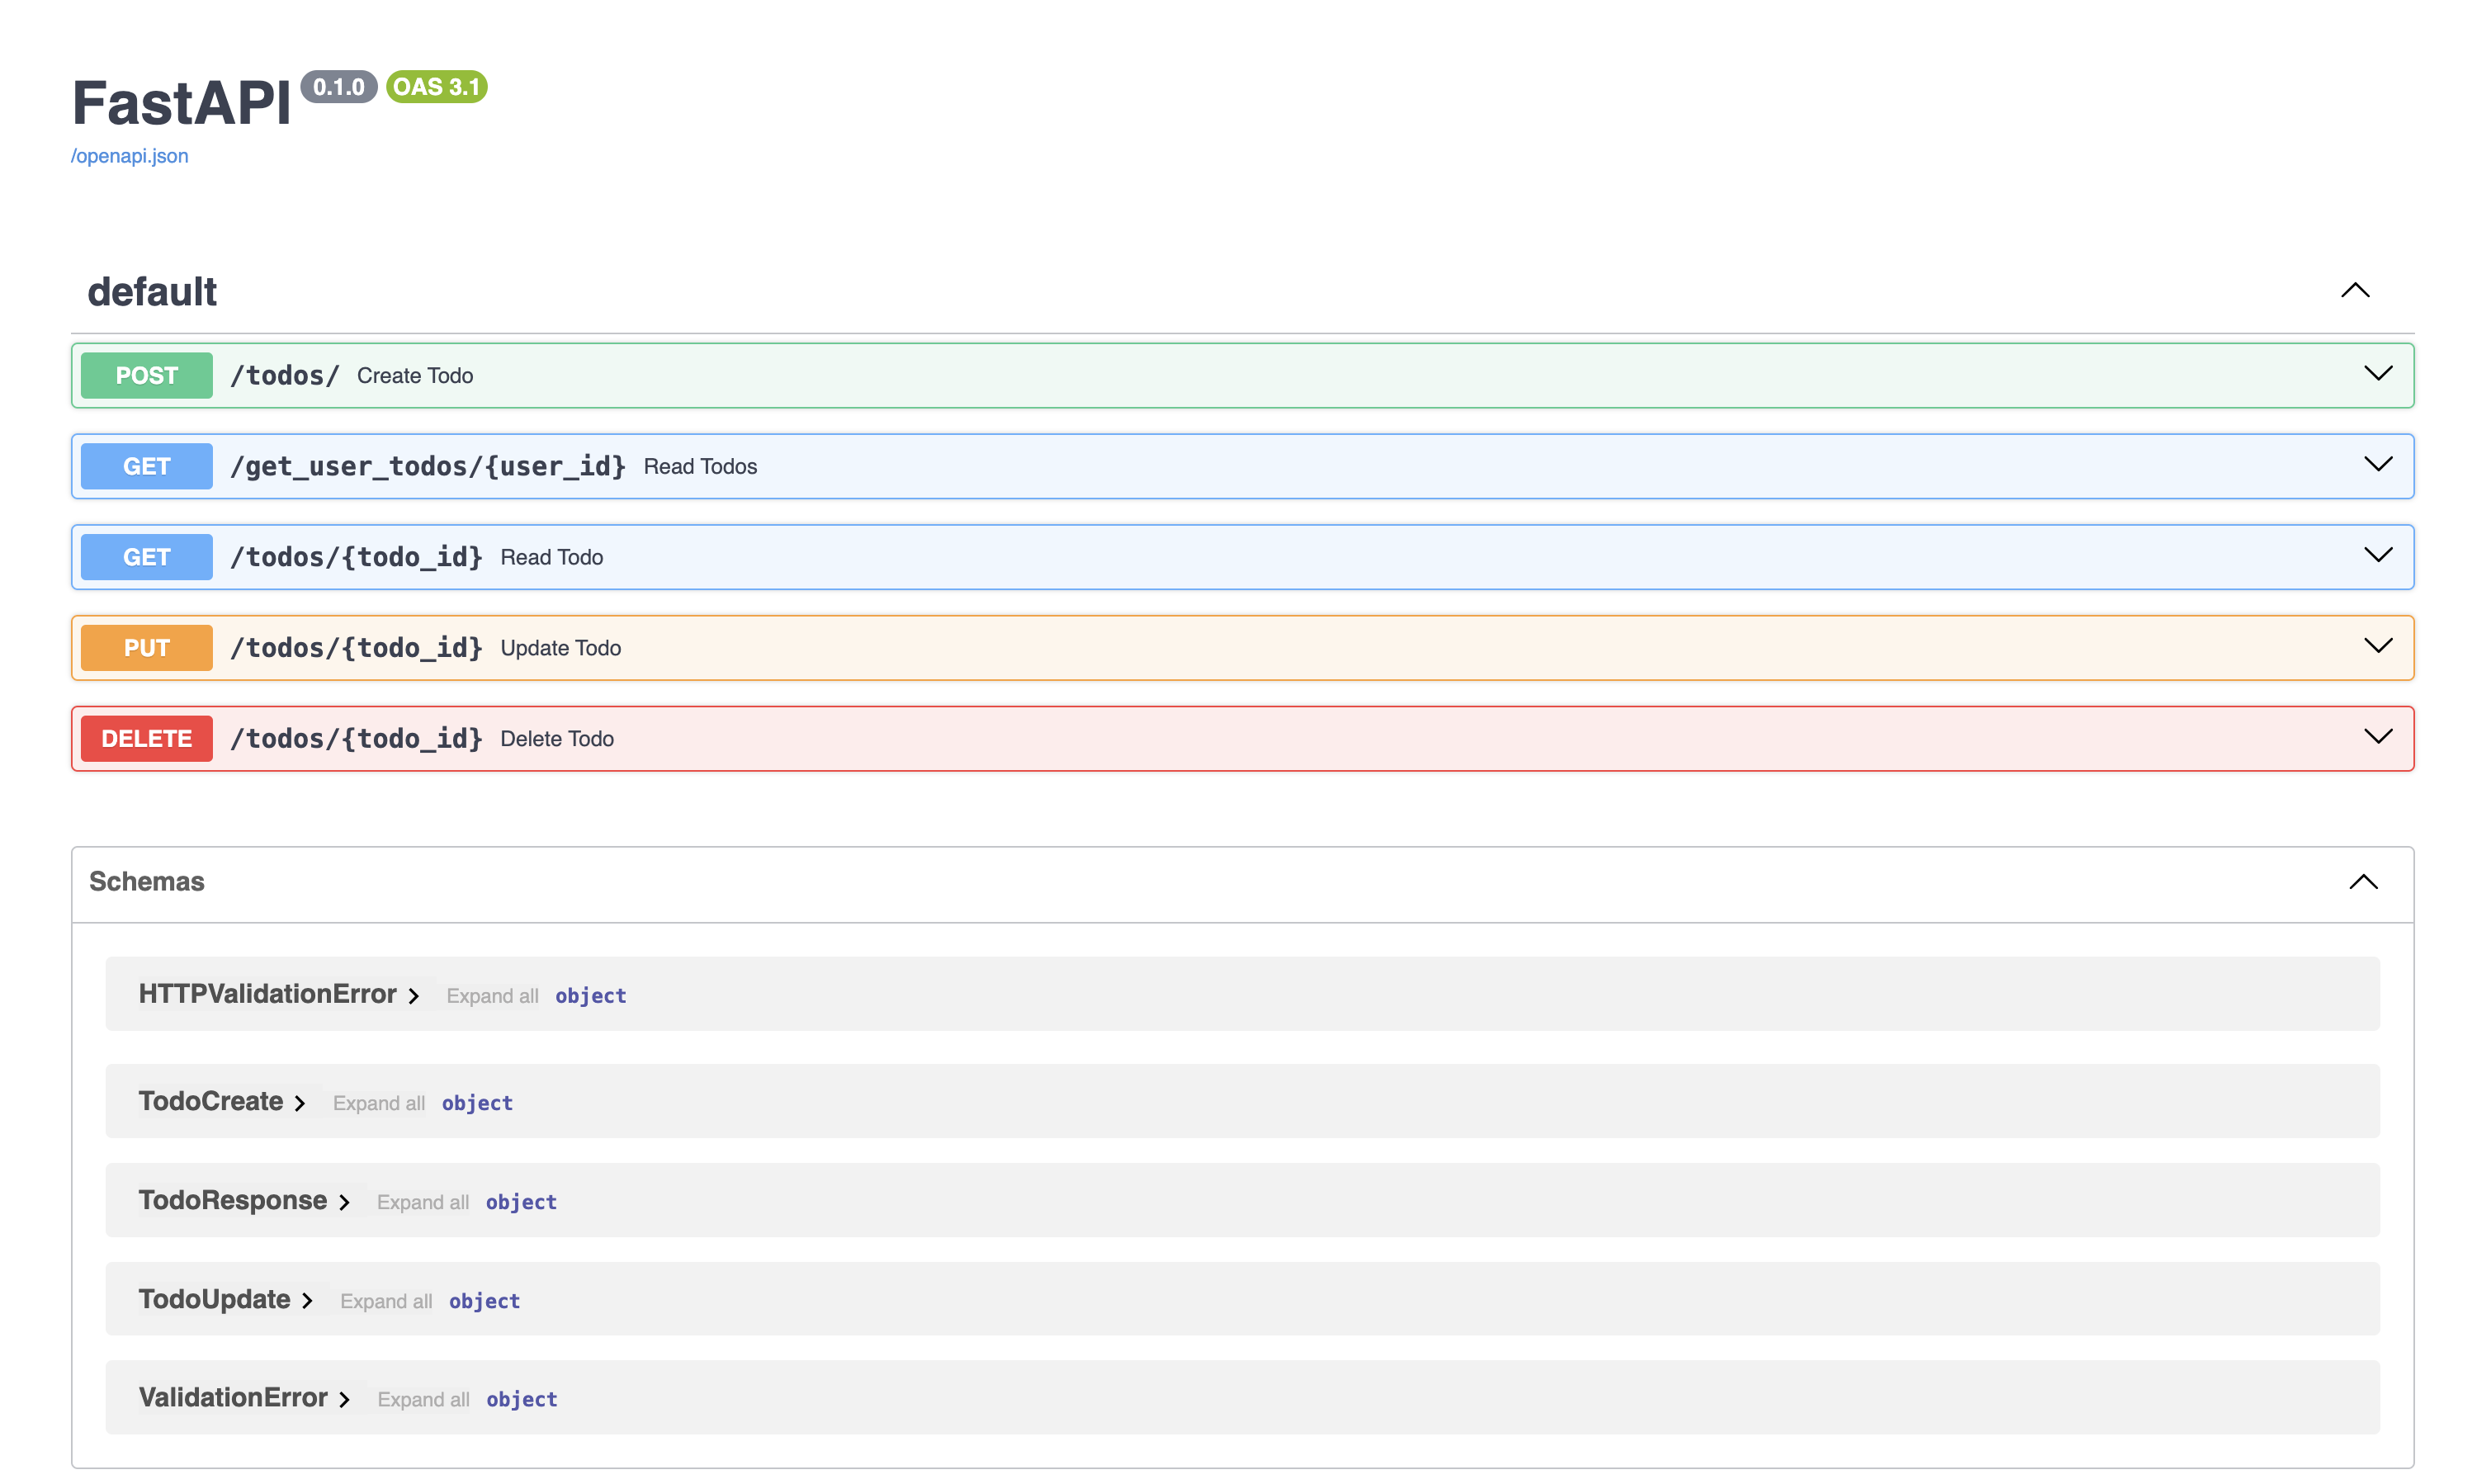 FastAPI 0.1.0 OAS 3.1
/openapi.json
default
POST /todos/ Create Todo
GET /get_user_todos/{user_id} Read Todos
GET /todos/{todo_id} Read Todo
PUT /todos/{todo_id} Update Todo
DELETE /todos/{todo_id} Delete Todo
Schemas
HTTPValidationError Expand all object
TodoCreate Expand all object
TodoResponse Expand all object
TodoUpdate Expand all object
ValidationError Expand all object